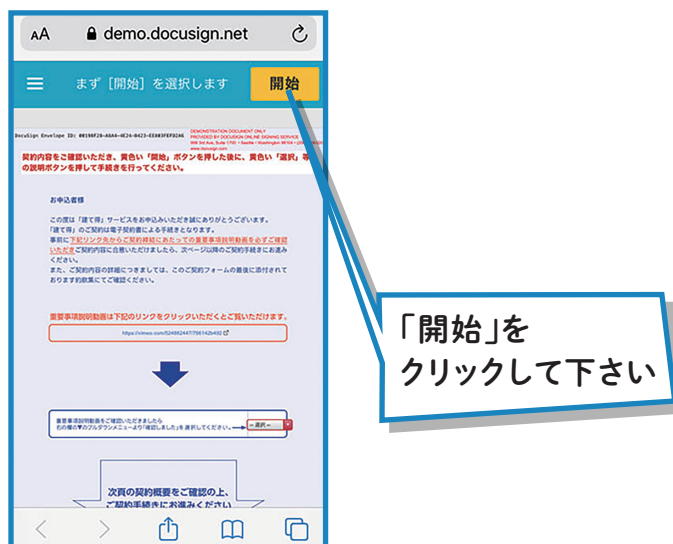 AA demo.docusign.net
まず［開始］を選択します 開始
DocuSign Envelope ID:
DEMONSTRATION DOCUMENT ONLY
PROVIDED BY DOCUSIGN ONLINE SIGNING SERVICE
www.docusign.com
契約内容をご確認いただき、黄色い「開始」ボタンを押した後に、黄色い「選択」等
の説明ボタンを押して手続きを行ってください。
お申込者様
この度は「建て得」サービスをお申込みいただき誠にありがとうございます。
「建て得」のご契約は電子契約書による手続きとなります。
事前に下記リンク先からご契約締結にあたっての重要事項説明動画を必ずご確認
いただきご契約内容に合意いただけましたら、次ページ以降のご契約手続きにお進み
ください。
また、ご契約内容の詳細につきましては、このご契約フォームの最後に添付されて
おります約款集にてご確認ください。
重要事項説明動画は下記のリンクをクリックいただくとご覧いただけます。
https://vimeo.com/524862447/756142b492
重要事項説明動画をご確認いただきましたら
右の欄の▼のプルダウンメニューより「確認しました」を選択してください。 -- 選択 --
次頁の契約概要をご確認の上、
ご契約手続きにお進みください
「開始」を
クリックして下さい